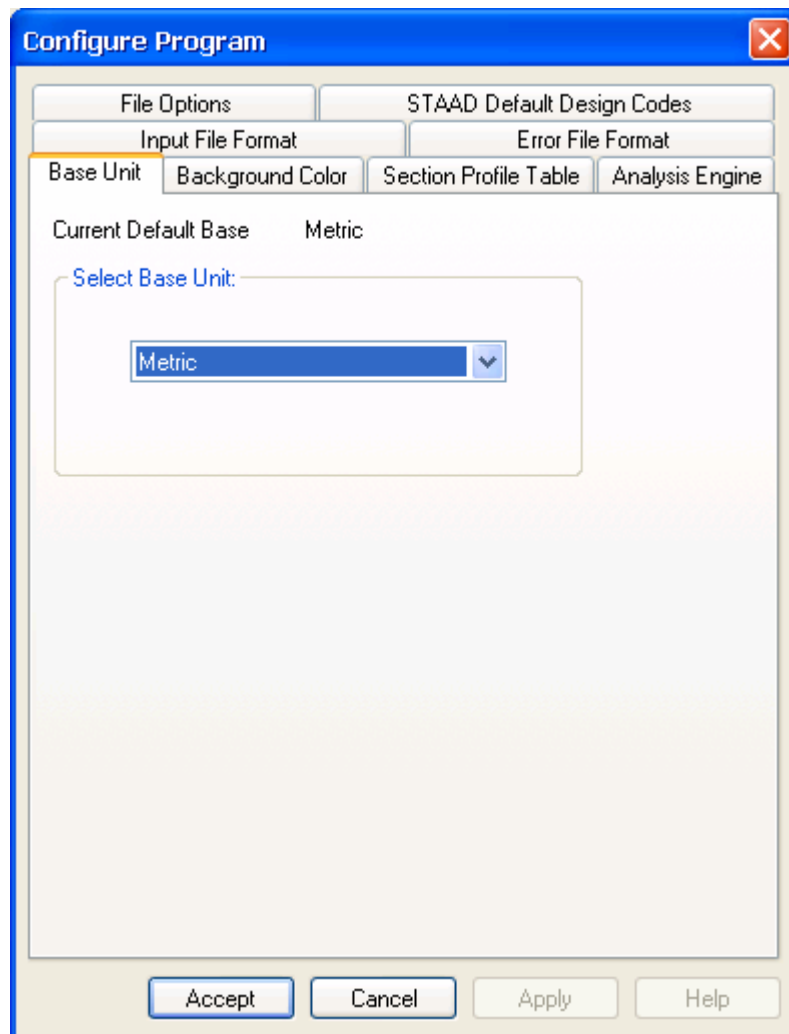 Configure Program
File Options STAAD Default Design Codes
Input File Format Error File Format
Base Unit Background Color Section Profile Table Analysis Engine
Current Default Base Metric
Select Base Unit:
Metric
Accept Cancel Apply Help